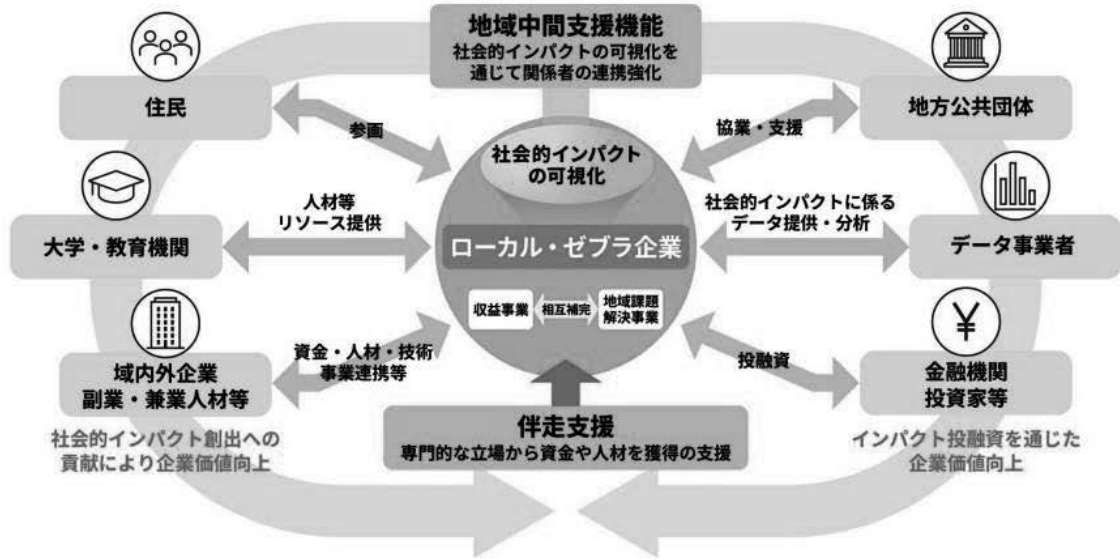 地域中間支援機能
社会的インパクトの可視化を
通じて関係者の連携強化
住民
地方公共団体
参画
協業・支援
社会的インパクト
の可視化
人材等
リソース提供
社会的インパクトに係る
データ提供・分析
大学・教育機関
ローカル・ゼブラ企業
データ事業者
収益事業
相互補完
地域課題
解決事業
¥
資金・人材・技術
事業連携等
投融資
域内外企業
副業・兼業人材等
金融機関
投資家等
伴走支援
専門的な立場から資金や人材を獲得の支援
社会的インパクト創出への
貢献により企業価値向上
インパクト投融資を通じた
企業価値向上